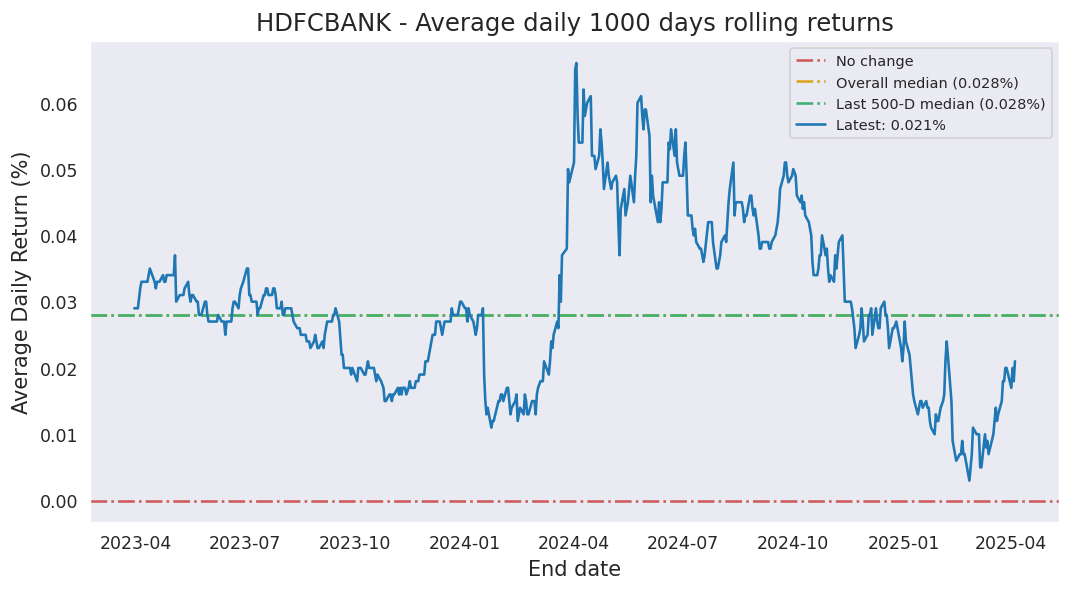 HDFCBANK - Average daily 1000 days rolling returns
No change
Overall median (0.028%)
Last 500-D median (0.028%)
Latest: 0.021%
Average Daily Return (%)
0.06
0.05
0.04
0.03
0.02
0.01
0.00
2023-04 2023-07 2023-10 2024-01 2024-04 2024-07 2024-10 2025-01 2025-04
End date